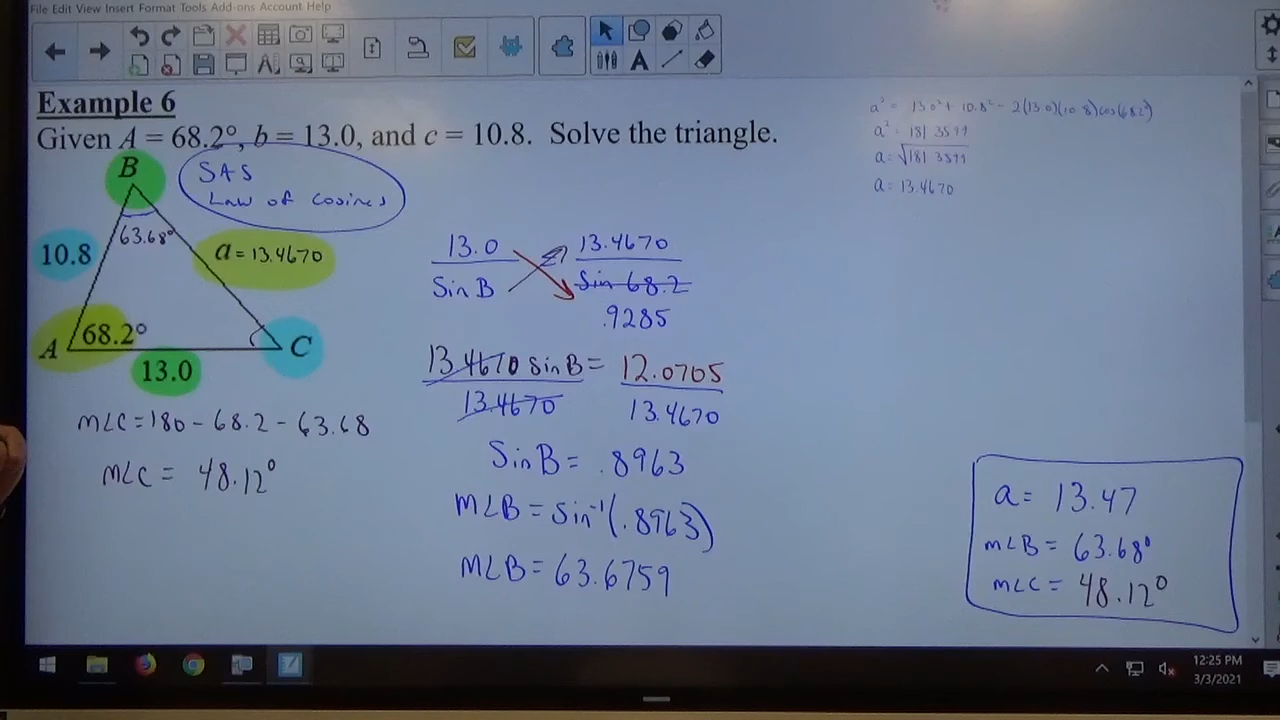 File Edit View Insert Format Tools Add-ons Account Help
Example 6
Given A = 68.2°, b = 13.0, and c = 10.8. Solve the triangle.
SAS
Law of cosines
B
63.68°
10.8
a = 13.4670
A
68.2°
C
13.0
m∠C = 180 - 68.2 - 63.68
m∠C = 48.12°
13.0 13.4670
Sin B Sin 68.2
.9285
13.4670 sin B = 12.0705
13.4670 13.4670
Sin B = .8963
m∠B = Sin⁻¹(.8963)
m∠B = 63.6759
a² = 13.0² + 10.8² - 2(13.0)(10.8)cos(68.2)
a² = 181.3599
a = √181.3599
a = 13.4670
a = 13.47
m∠B = 63.68°
m∠C = 48.12°
12:25 PM
3/3/2021